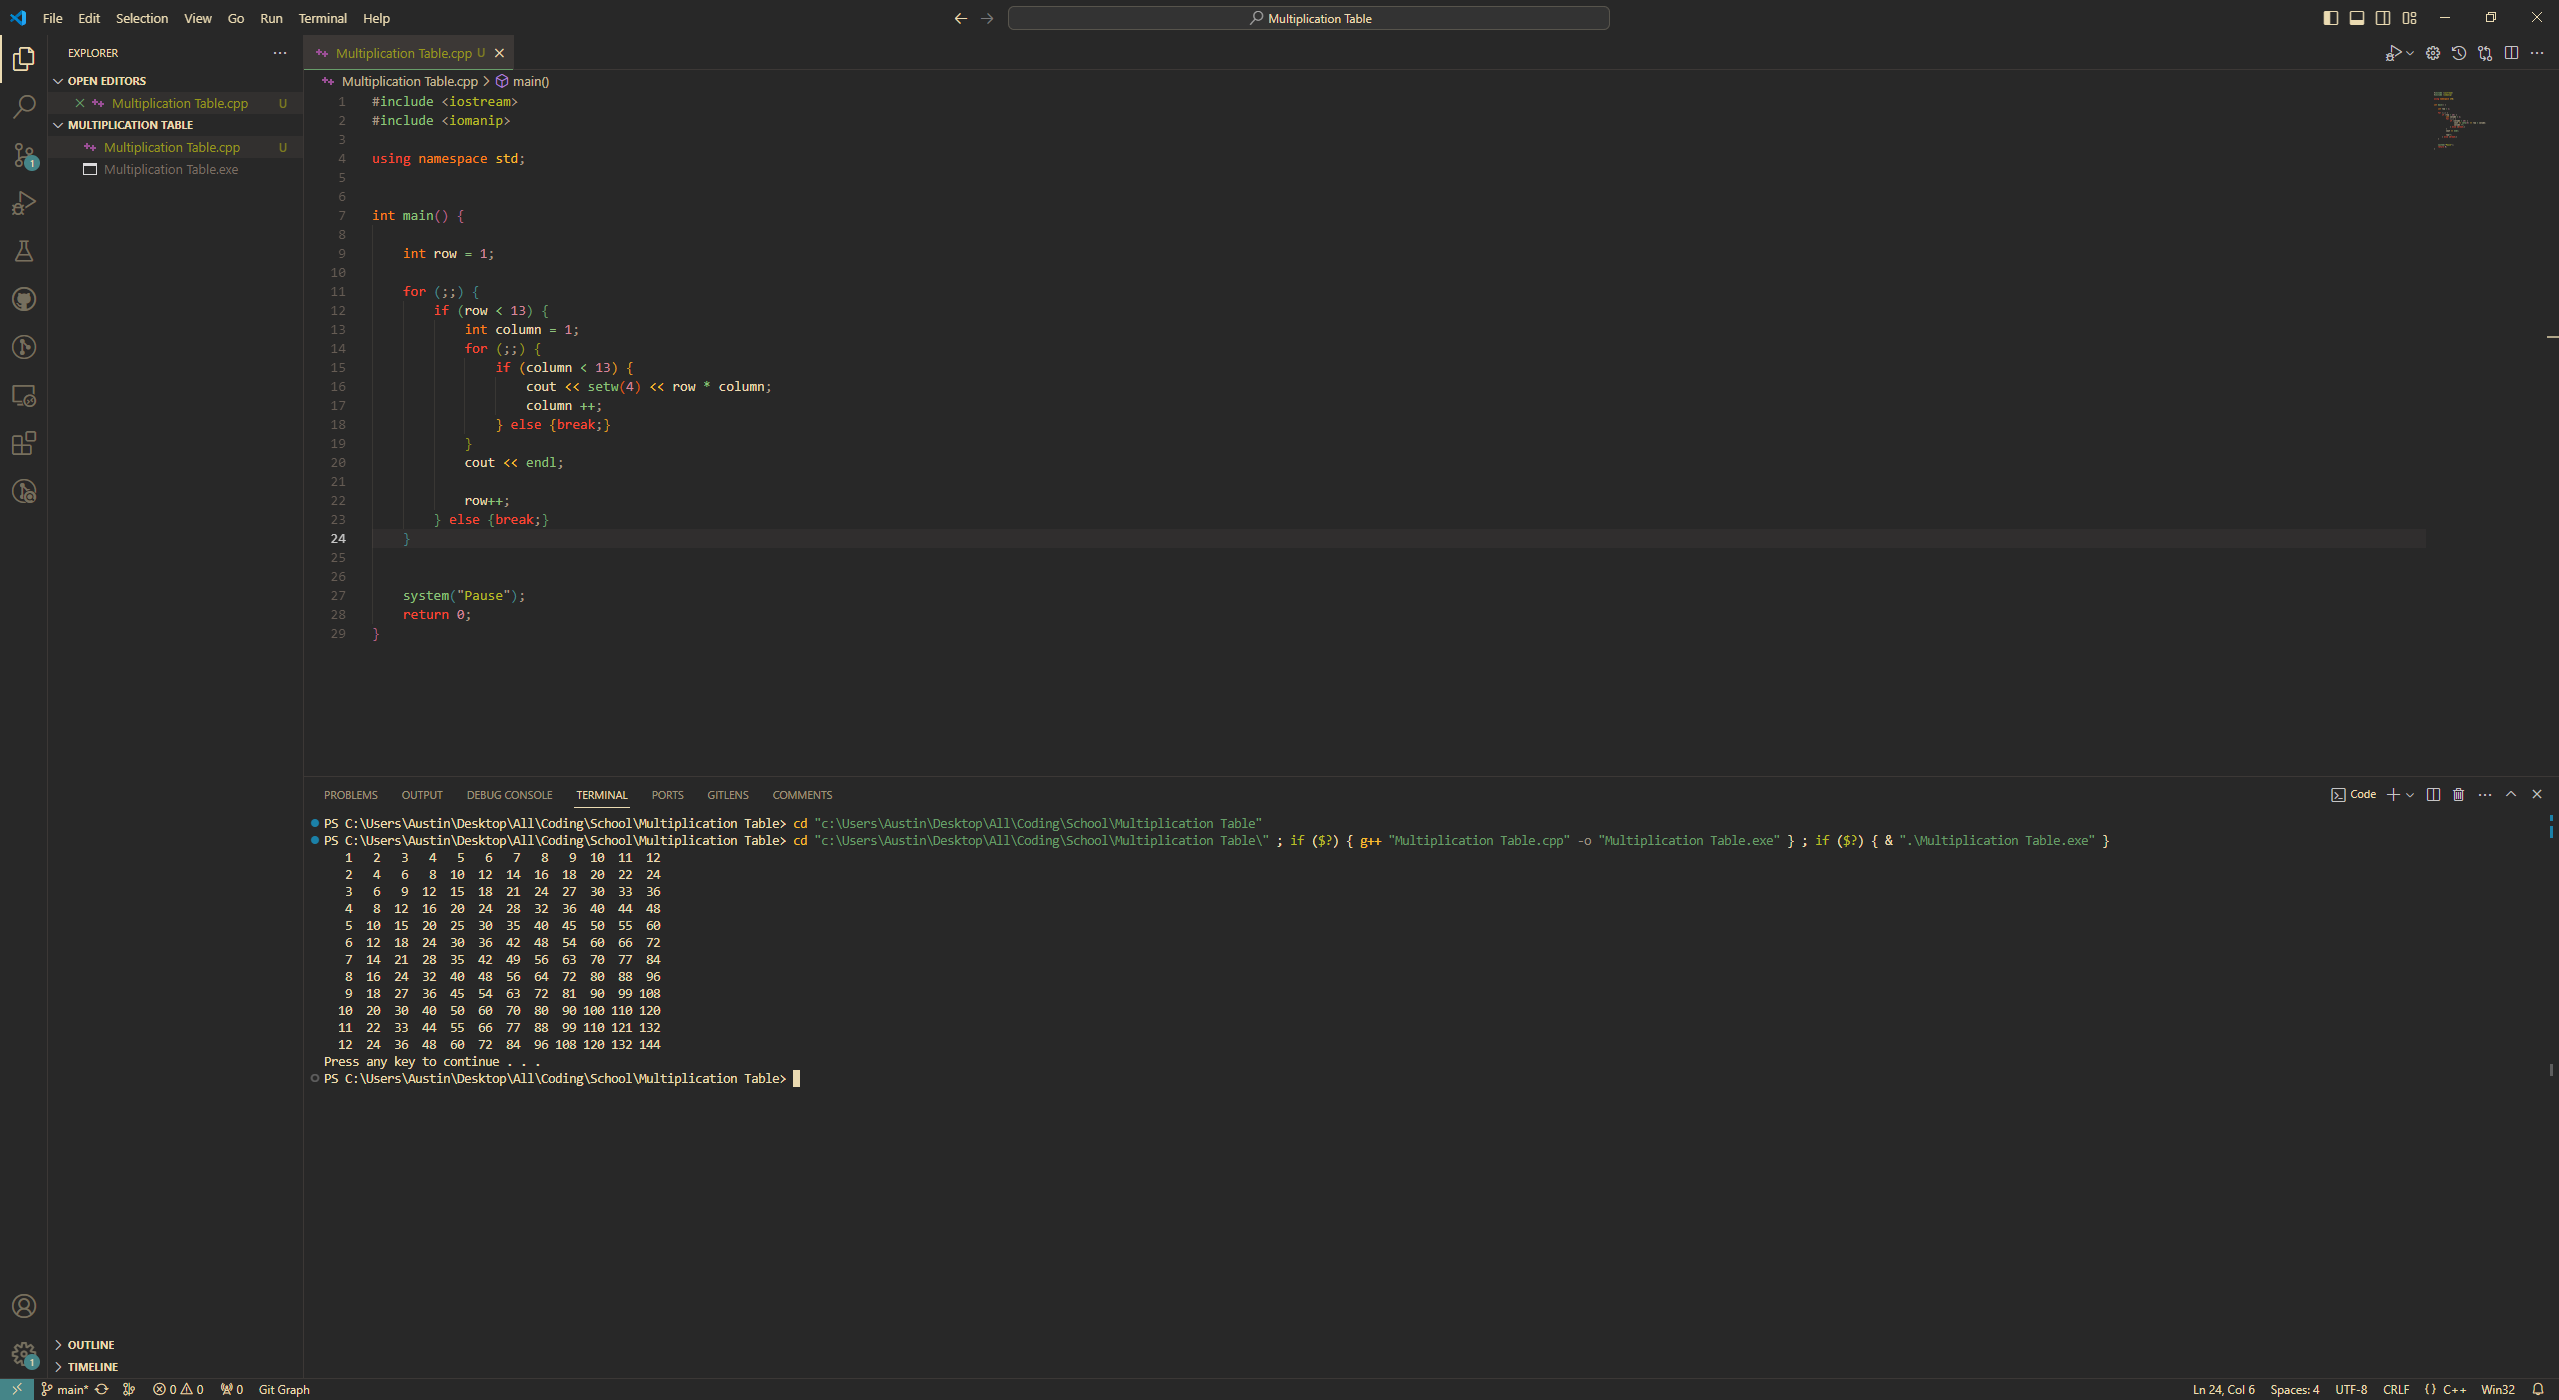 File Edit Selection View Go Run Terminal Help
Multiplication Table
EXPLORER
OPEN EDITORS
Multiplication Table.cpp U
MULTIPLICATION TABLE
Multiplication Table.cpp U
Multiplication Table.exe
1
OUTLINE
TIMELINE
1
Multiplication Table.cpp U
Multiplication Table.cpp > main()
1 #include <iostream>
2 #include <iomanip>
3
4 using namespace std;
5
6
7 int main() {
8
9     int row = 1;
10
11     for (;;) {
12         if (row < 13) {
13             int column = 1;
14             for (;;) {
15                 if (column < 13) {
16                     cout << setw(4) << row * column;
17                     column ++;
18                 } else {break;}
19             }
20             cout << endl;
21
22             row++;
23         } else {break;}
24     }
25
26
27     system("Pause");
28     return 0;
29 }
PROBLEMS OUTPUT DEBUG CONSOLE TERMINAL PORTS GITLENS COMMENTS
Code
PS C:\Users\Austin\Desktop\All\Coding\School\Multiplication Table> cd "c:\Users\Austin\Desktop\All\Coding\School\Multiplication Table"
PS C:\Users\Austin\Desktop\All\Coding\School\Multiplication Table> cd "c:\Users\Austin\Desktop\All\Coding\School\Multiplication Table\" ; if ($?) { g++ "Multiplication Table.cpp" -o "Multiplication Table.exe" } ; if ($?) { & ".\Multiplication Table.exe" }
   1   2   3   4   5   6   7   8   9  10  11  12
   2   4   6   8  10  12  14  16  18  20  22  24
   3   6   9  12  15  18  21  24  27  30  33  36
   4   8  12  16  20  24  28  32  36  40  44  48
   5  10  15  20  25  30  35  40  45  50  55  60
   6  12  18  24  30  36  42  48  54  60  66  72
   7  14  21  28  35  42  49  56  63  70  77  84
   8  16  24  32  40  48  56  64  72  80  88  96
   9  18  27  36  45  54  63  72  81  90  99 108
  10  20  30  40  50  60  70  80  90 100 110 120
  11  22  33  44  55  66  77  88  99 110 121 132
  12  24  36  48  60  72  84  96 108 120 132 144
Press any key to continue . . .
PS C:\Users\Austin\Desktop\All\Coding\School\Multiplication Table>
main* 0 0 0 Git Graph
Ln 24, Col 6 Spaces: 4 UTF-8 CRLF {} C++ Win32